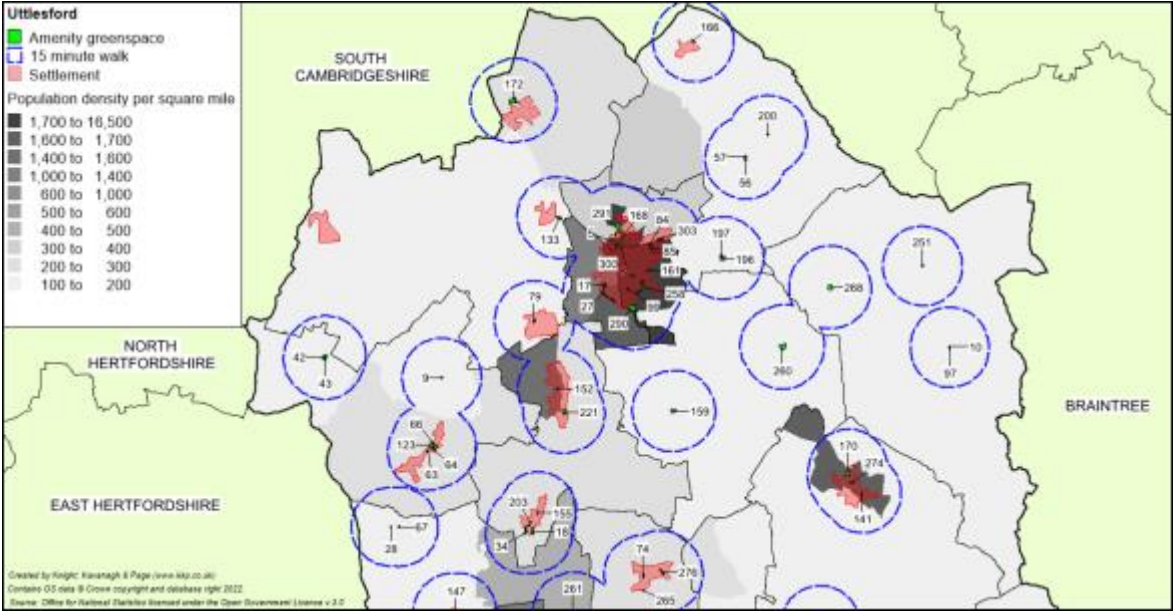 Uttlesford
Amenity greenspace
15 minute walk
Settlement
Population density per square mile
1,700 to 16,500
1,600 to 1,700
1,400 to 1,600
1,000 to 1,400
600 to 1,000
500 to 600
400 to 500
300 to 400
200 to 300
100 to 200
SOUTH
CAMBRIDGESHIRE
166
172
200
57
56
291
168
84
303
133
5
55
197
196
251
300
161
17
258
268
27
99
79
290
NORTH
HERTFORDSHIRE
42
43
9
260
10
97
152
221
159
BRAINTREE
66
123
64
63
170
274
141
EAST HERTFORDSHIRE
203
155
67
18
28
34
74
276
265
147
261
Created by Knight, Kavanagh & Page (www.kkp.co.uk)
Contains OS data © Crown copyright and database right 2022
Source: Office for National Statistics licensed under the Open Government Licence v.3.0